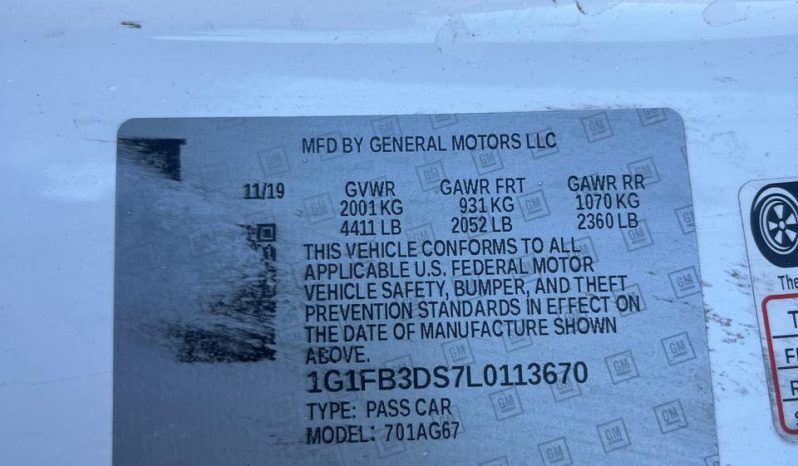 MFD BY GENERAL MOTORS LLC
11/19 GVWR GAWR FRT GAWR RR
2001 KG 931 KG 1070 KG
4411 LB 2052 LB 2360 LB
THIS VEHICLE CONFORMS TO ALL
APPLICABLE U.S. FEDERAL MOTOR
VEHICLE SAFETY, BUMPER, AND THEFT
PREVENTION STANDARDS IN EFFECT ON
THE DATE OF MANUFACTURE SHOWN
ABOVE.
1G1FB3DS7L0113670
TYPE: PASS CAR
MODEL: 701AG67
The